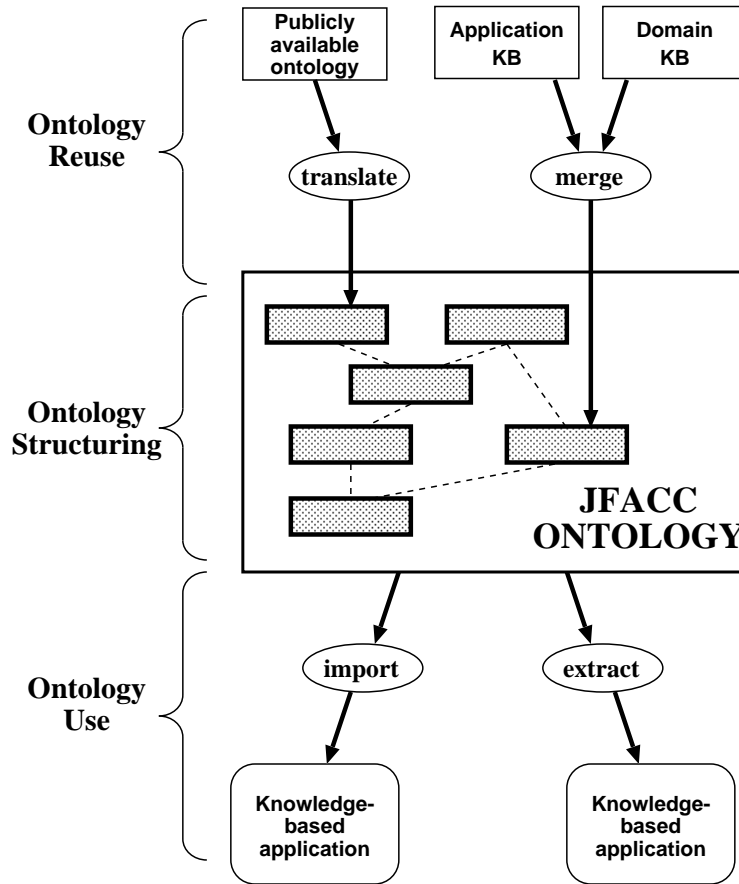 Publicly
available
ontology
Application
KB
Domain
KB
Ontology
Reuse
translate
merge
Ontology
Structuring
JFACC
ONTOLOGY
Ontology
Use
import
extract
Knowledge-
based
application
Knowledge-
based
application